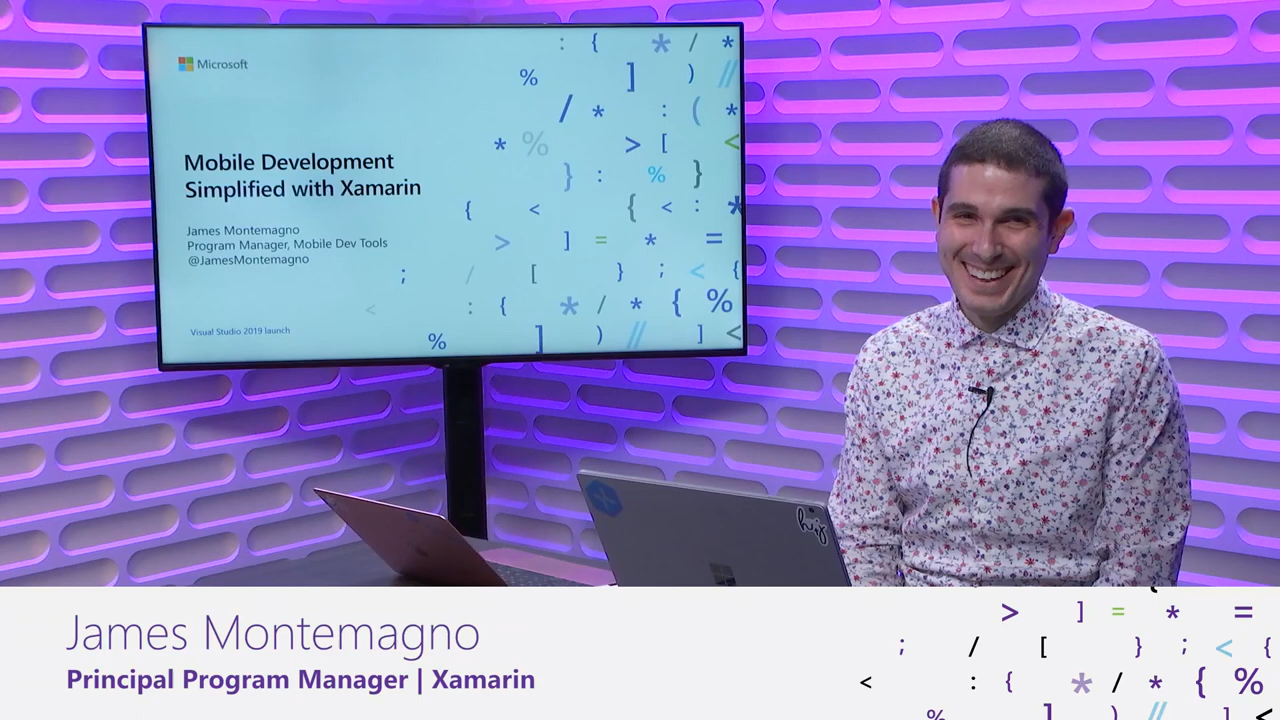 Microsoft
Mobile Development
Simplified with Xamarin
James Montemagno
Program Manager, Mobile Dev Tools
@JamesMontemagno
Visual Studio 2019 launch
James Montemagno
Principal Program Manager | Xamarin